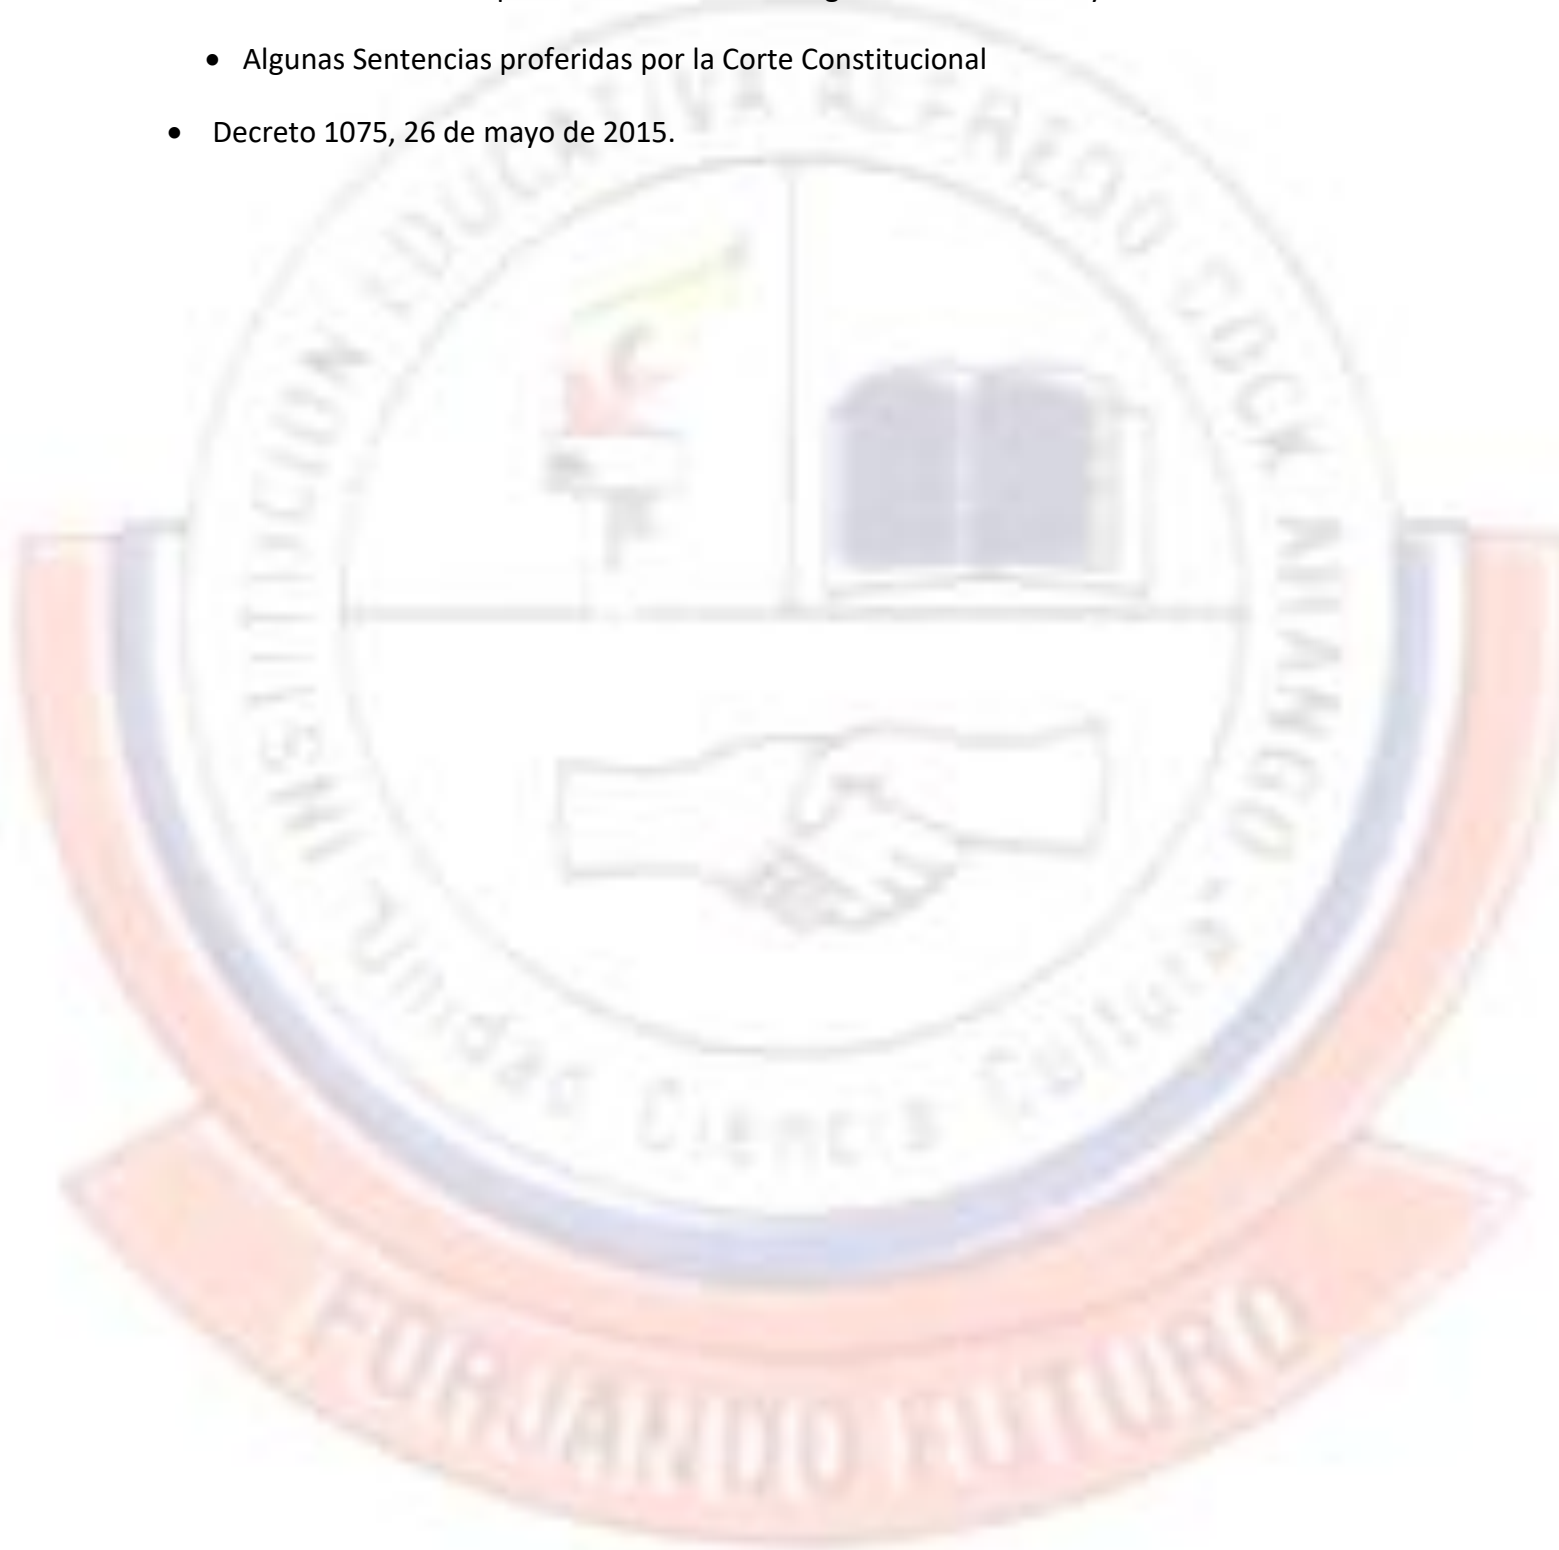 • Algunas Sentencias proferidas por la Corte Constitucional
• Decreto 1075, 26 de mayo de 2015.
INSTITUCION EDUCATIVA ALFREDO COCK ARANGO
Unidad Ciencia Cultura
FORJANDO FUTURO